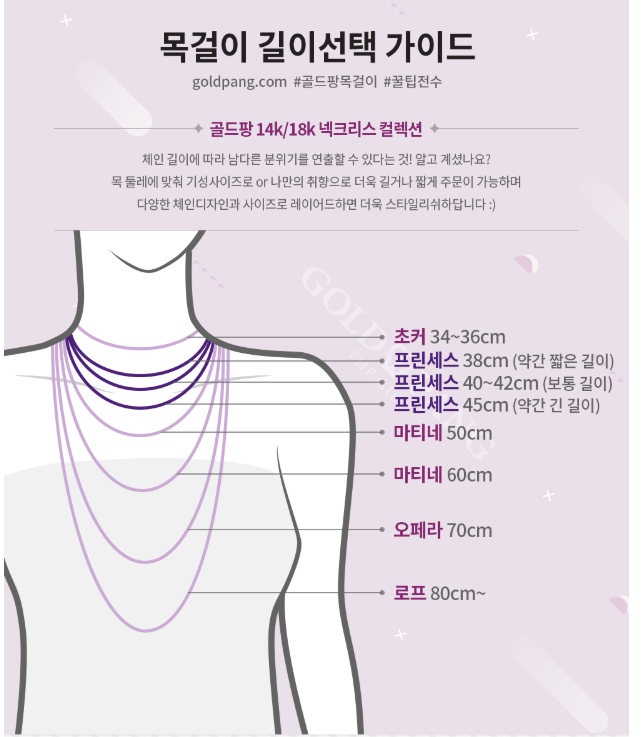 목걸이 길이선택 가이드
goldpang.com #골드팡목걸이 #꿀팁전수
골드팡 14k/18k 넥크리스 컬렉션
체인 길이에 따라 남다른 분위기를 연출할 수 있다는 것! 알고 계셨나요?
목 둘레에 맞춰 기성사이즈로 or 나만의 취향으로 더욱 길거나 짧게 주문이 가능하며
다양한 체인디자인과 사이즈로 레이어드하면 더욱 스타일리쉬하답니다 :)
초커 34~36cm
프린세스 38cm (약간 짧은 길이)
프린세스 40~42cm (보통 길이)
프린세스 45cm (약간 긴 길이)
마티네 50cm
마티네 60cm
오페라 70cm
로프 80cm~